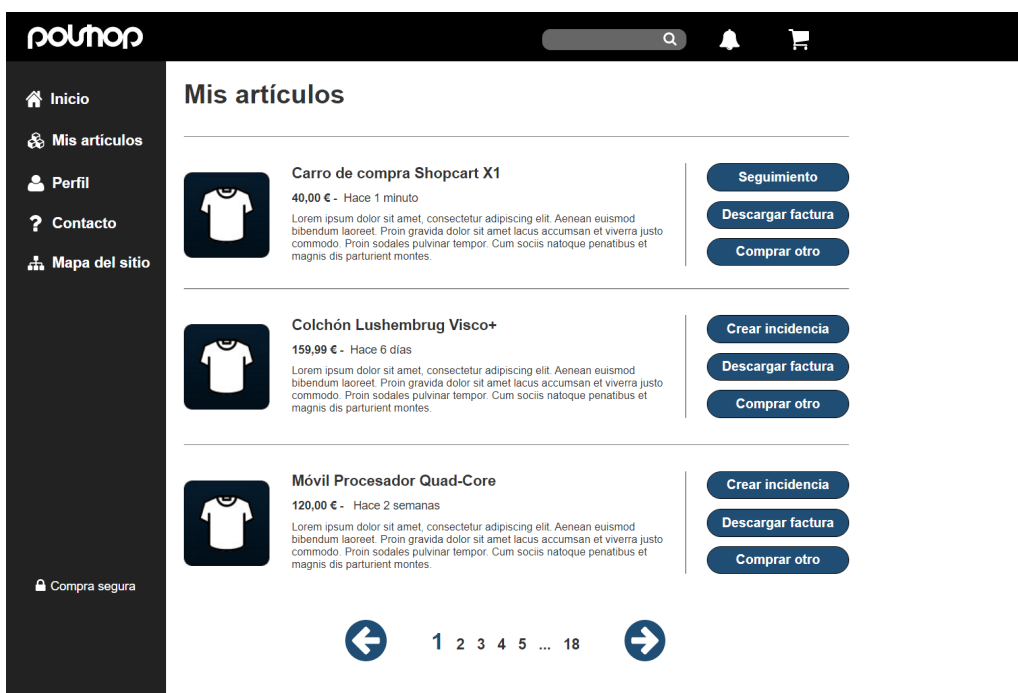 polshop
Inicio
Mis artículos
Perfil
Contacto
Mapa del sitio
Compra segura
Mis artículos
Carro de compra Shopcart X1
40,00 € - Hace 1 minuto
Lorem ipsum dolor sit amet, consectetur adipiscing elit. Aenean euismod
bibendum laoreet. Proin gravida dolor sit amet lacus accumsan et viverra justo
commodo. Proin sodales pulvinar tempor. Cum sociis natoque penatibus et
magnis dis parturient montes.
Seguimiento
Descargar factura
Comprar otro
Colchón Lushembrug Visco+
159,99 € - Hace 6 días
Lorem ipsum dolor sit amet, consectetur adipiscing elit. Aenean euismod
bibendum laoreet. Proin gravida dolor sit amet lacus accumsan et viverra justo
commodo. Proin sodales pulvinar tempor. Cum sociis natoque penatibus et
magnis dis parturient montes.
Crear incidencia
Descargar factura
Comprar otro
Móvil Procesador Quad-Core
120,00 € - Hace 2 semanas
Lorem ipsum dolor sit amet, consectetur adipiscing elit. Aenean euismod
bibendum laoreet. Proin gravida dolor sit amet lacus accumsan et viverra justo
commodo. Proin sodales pulvinar tempor. Cum sociis natoque penatibus et
magnis dis parturient montes.
Crear incidencia
Descargar factura
Comprar otro
1 2 3 4 5 ... 18